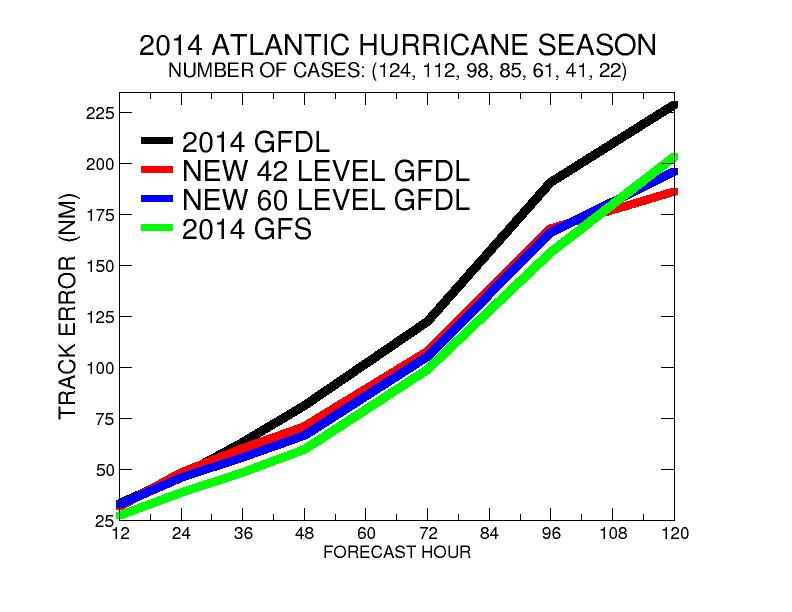 2014 ATLANTIC HURRICANE SEASON
NUMBER OF CASES: (124, 112, 98, 85, 61, 41, 22)
2014 GFDL
NEW 42 LEVEL GFDL
NEW 60 LEVEL GFDL
2014 GFS
TRACK ERROR (NM)
225
200
175
150
125
100
75
50
25
12 24 36 48 60 72 84 96 108 120
FORECAST HOUR